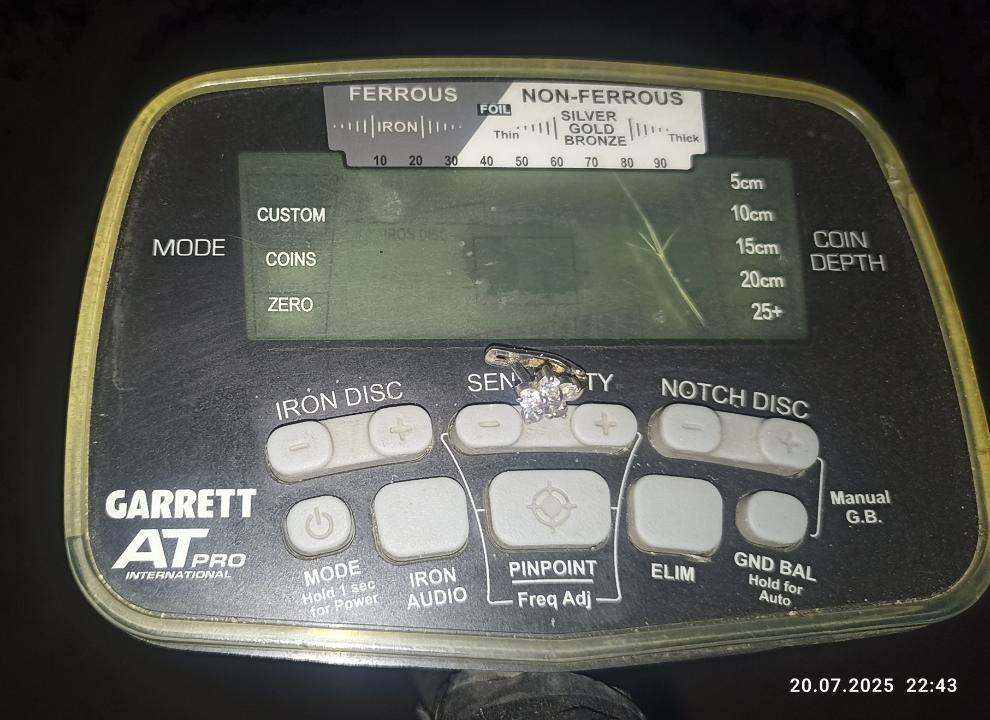 FERROUS
FOIL
NON-FERROUS
IRON
Thin
SILVER
GOLD
BRONZE
Thick
10 20 30 40 50 60 70 80 90
MODE
CUSTOM
COINS
ZERO
IRON DISC
5cm
10cm
15cm
20cm
25+
COIN
DEPTH
IRON DISC
NOTCH DISC
- +
- +
- +
GARRETT
AT PRO
INTERNATIONAL
MODE
Hold 1 sec
for Power
IRON
AUDIO
PINPOINT
Freq Adj
ELIM
GND BAL
Hold for
Auto
Manual
G.B.
20.07.2025 22:43